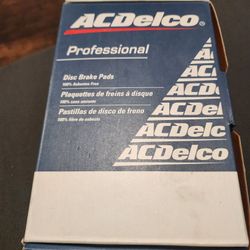 ACDelco®
Professional
Disc Brake Pads
100% Asbestos Free
Plaquettes de freins à disque
100% sans amiante
Pastillas de disco de freno
100% libre de asbesto
ACDelco
ACDelco
ACDelco
ACDelco